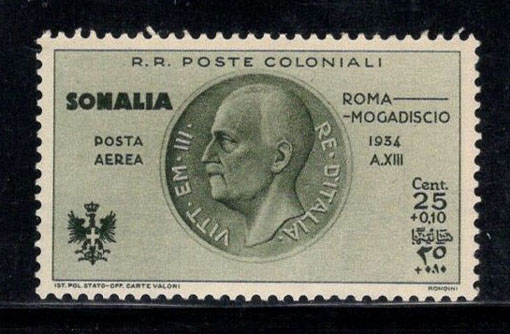 R.R. POSTE COLONIALI
SOMALIA
POSTA
AEREA
VITT·EM·III· RE·D'ITALIA·
ROMA—
—MOGADISCIO
1934
A.XIII
Cent.
25
+0,10
٢٥
IST. POL. STATO-OFF. CARTE VALORI
RONDINI